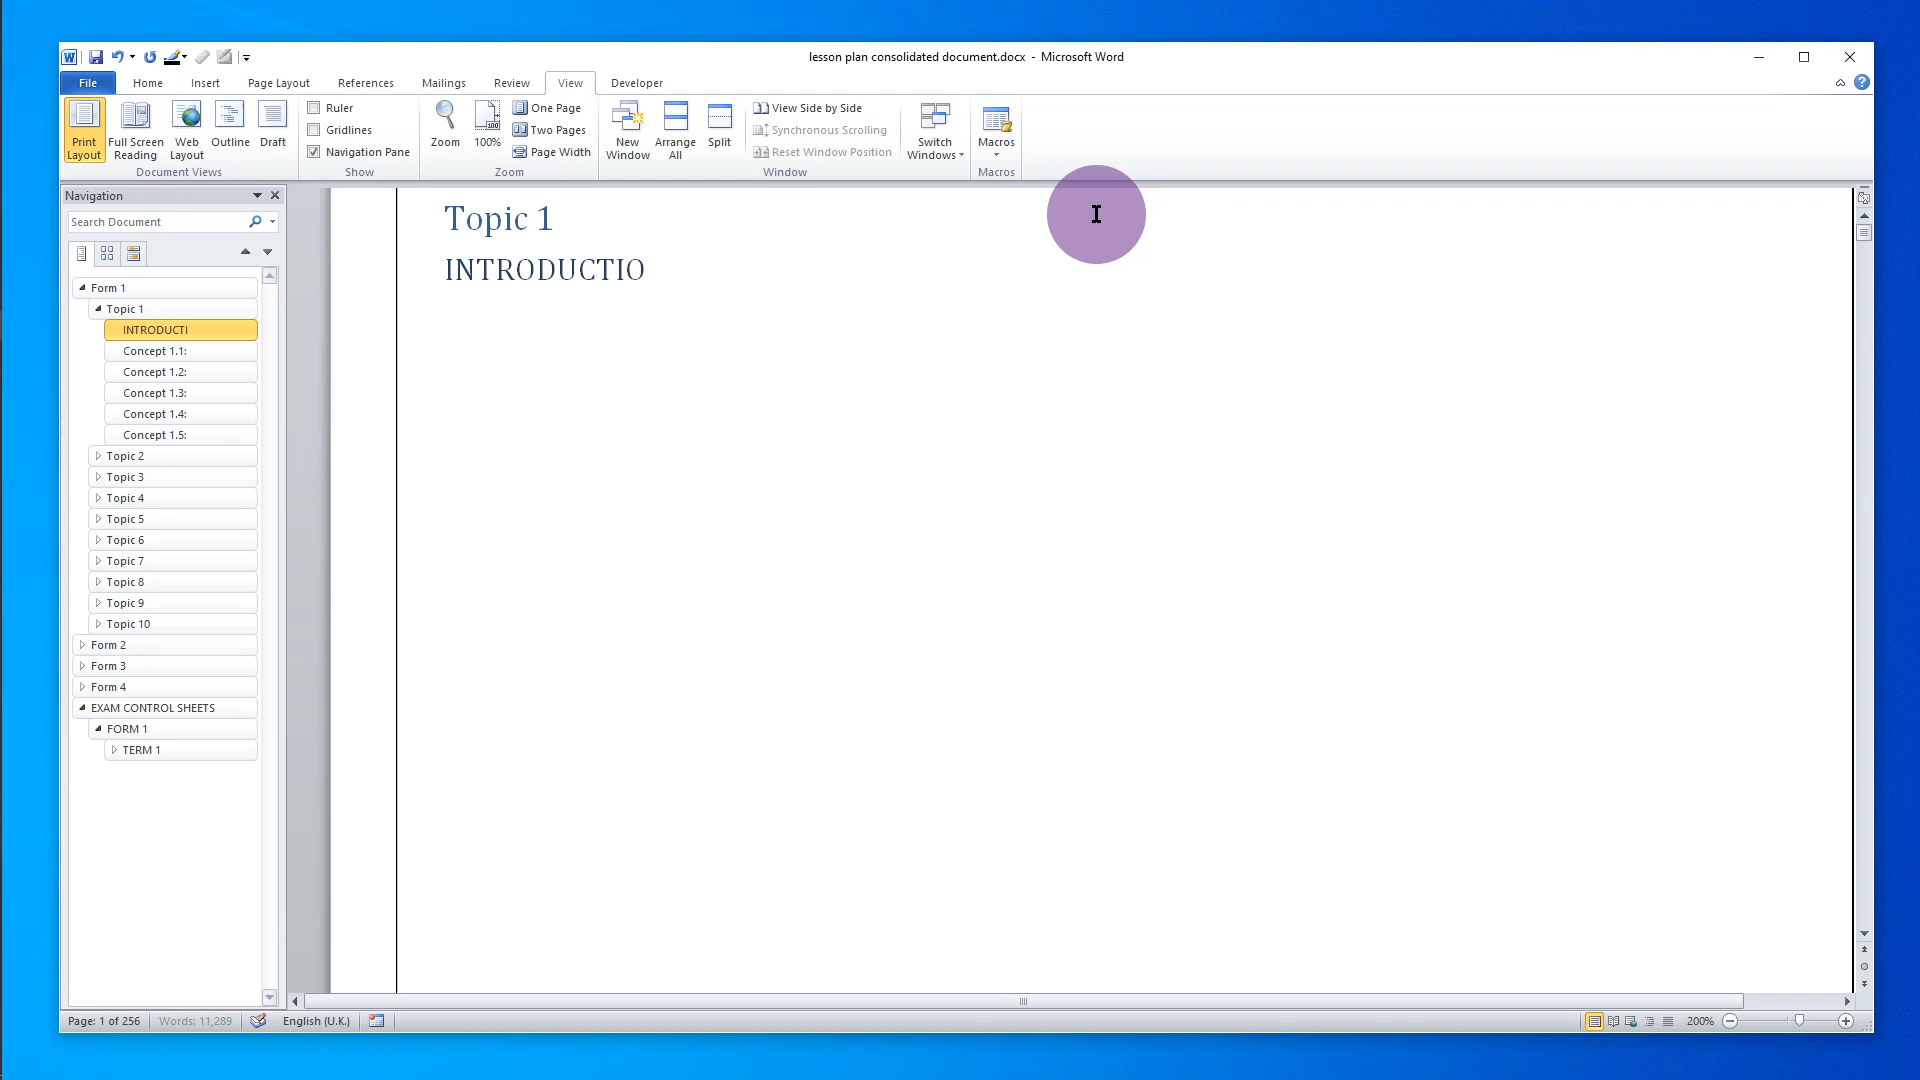 lesson plan consolidated document.docx - Microsoft Word
File Home Insert Page Layout References Mailings Review View Developer
Print Layout
Full Screen Reading
Web Layout
Outline
Draft
Document Views
Ruler
Gridlines
Navigation Pane
Show
Zoom
100%
One Page
Two Pages
Page Width
Zoom
New Window
Arrange All
Split
View Side by Side
Synchronous Scrolling
Reset Window Position
Window
Switch Windows
Macros
Macros
Navigation
Search Document
Form 1
Topic 1
INTRODUCTI
Concept 1.1:
Concept 1.2:
Concept 1.3:
Concept 1.4:
Concept 1.5:
Topic 2
Topic 3
Topic 4
Topic 5
Topic 6
Topic 7
Topic 8
Topic 9
Topic 10
Form 2
Form 3
Form 4
EXAM CONTROL SHEETS
FORM 1
TERM 1
Topic 1
INTRODUCTIO
Page: 1 of 256 Words: 11,289 English (U.K.) 200%